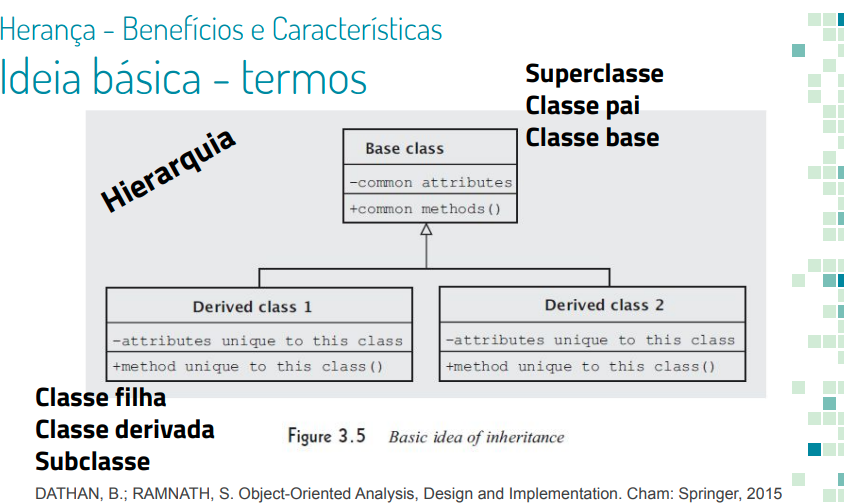 Herança - Benefícios e Características
Ideia básica - termos
Superclasse
Classe pai
Classe base
Hierarquia
Base class
-common attributes
+common methods()
Derived class 1
-attributes unique to this class
+method unique to this class()
Derived class 2
-attributes unique to this class
+method unique to this class()
Classe filha
Classe derivada
Subclasse
Figure 3.5 Basic idea of inheritance
DATHAN, B.; RAMNATH, S. Object-Oriented Analysis, Design and Implementation. Cham: Springer, 2015